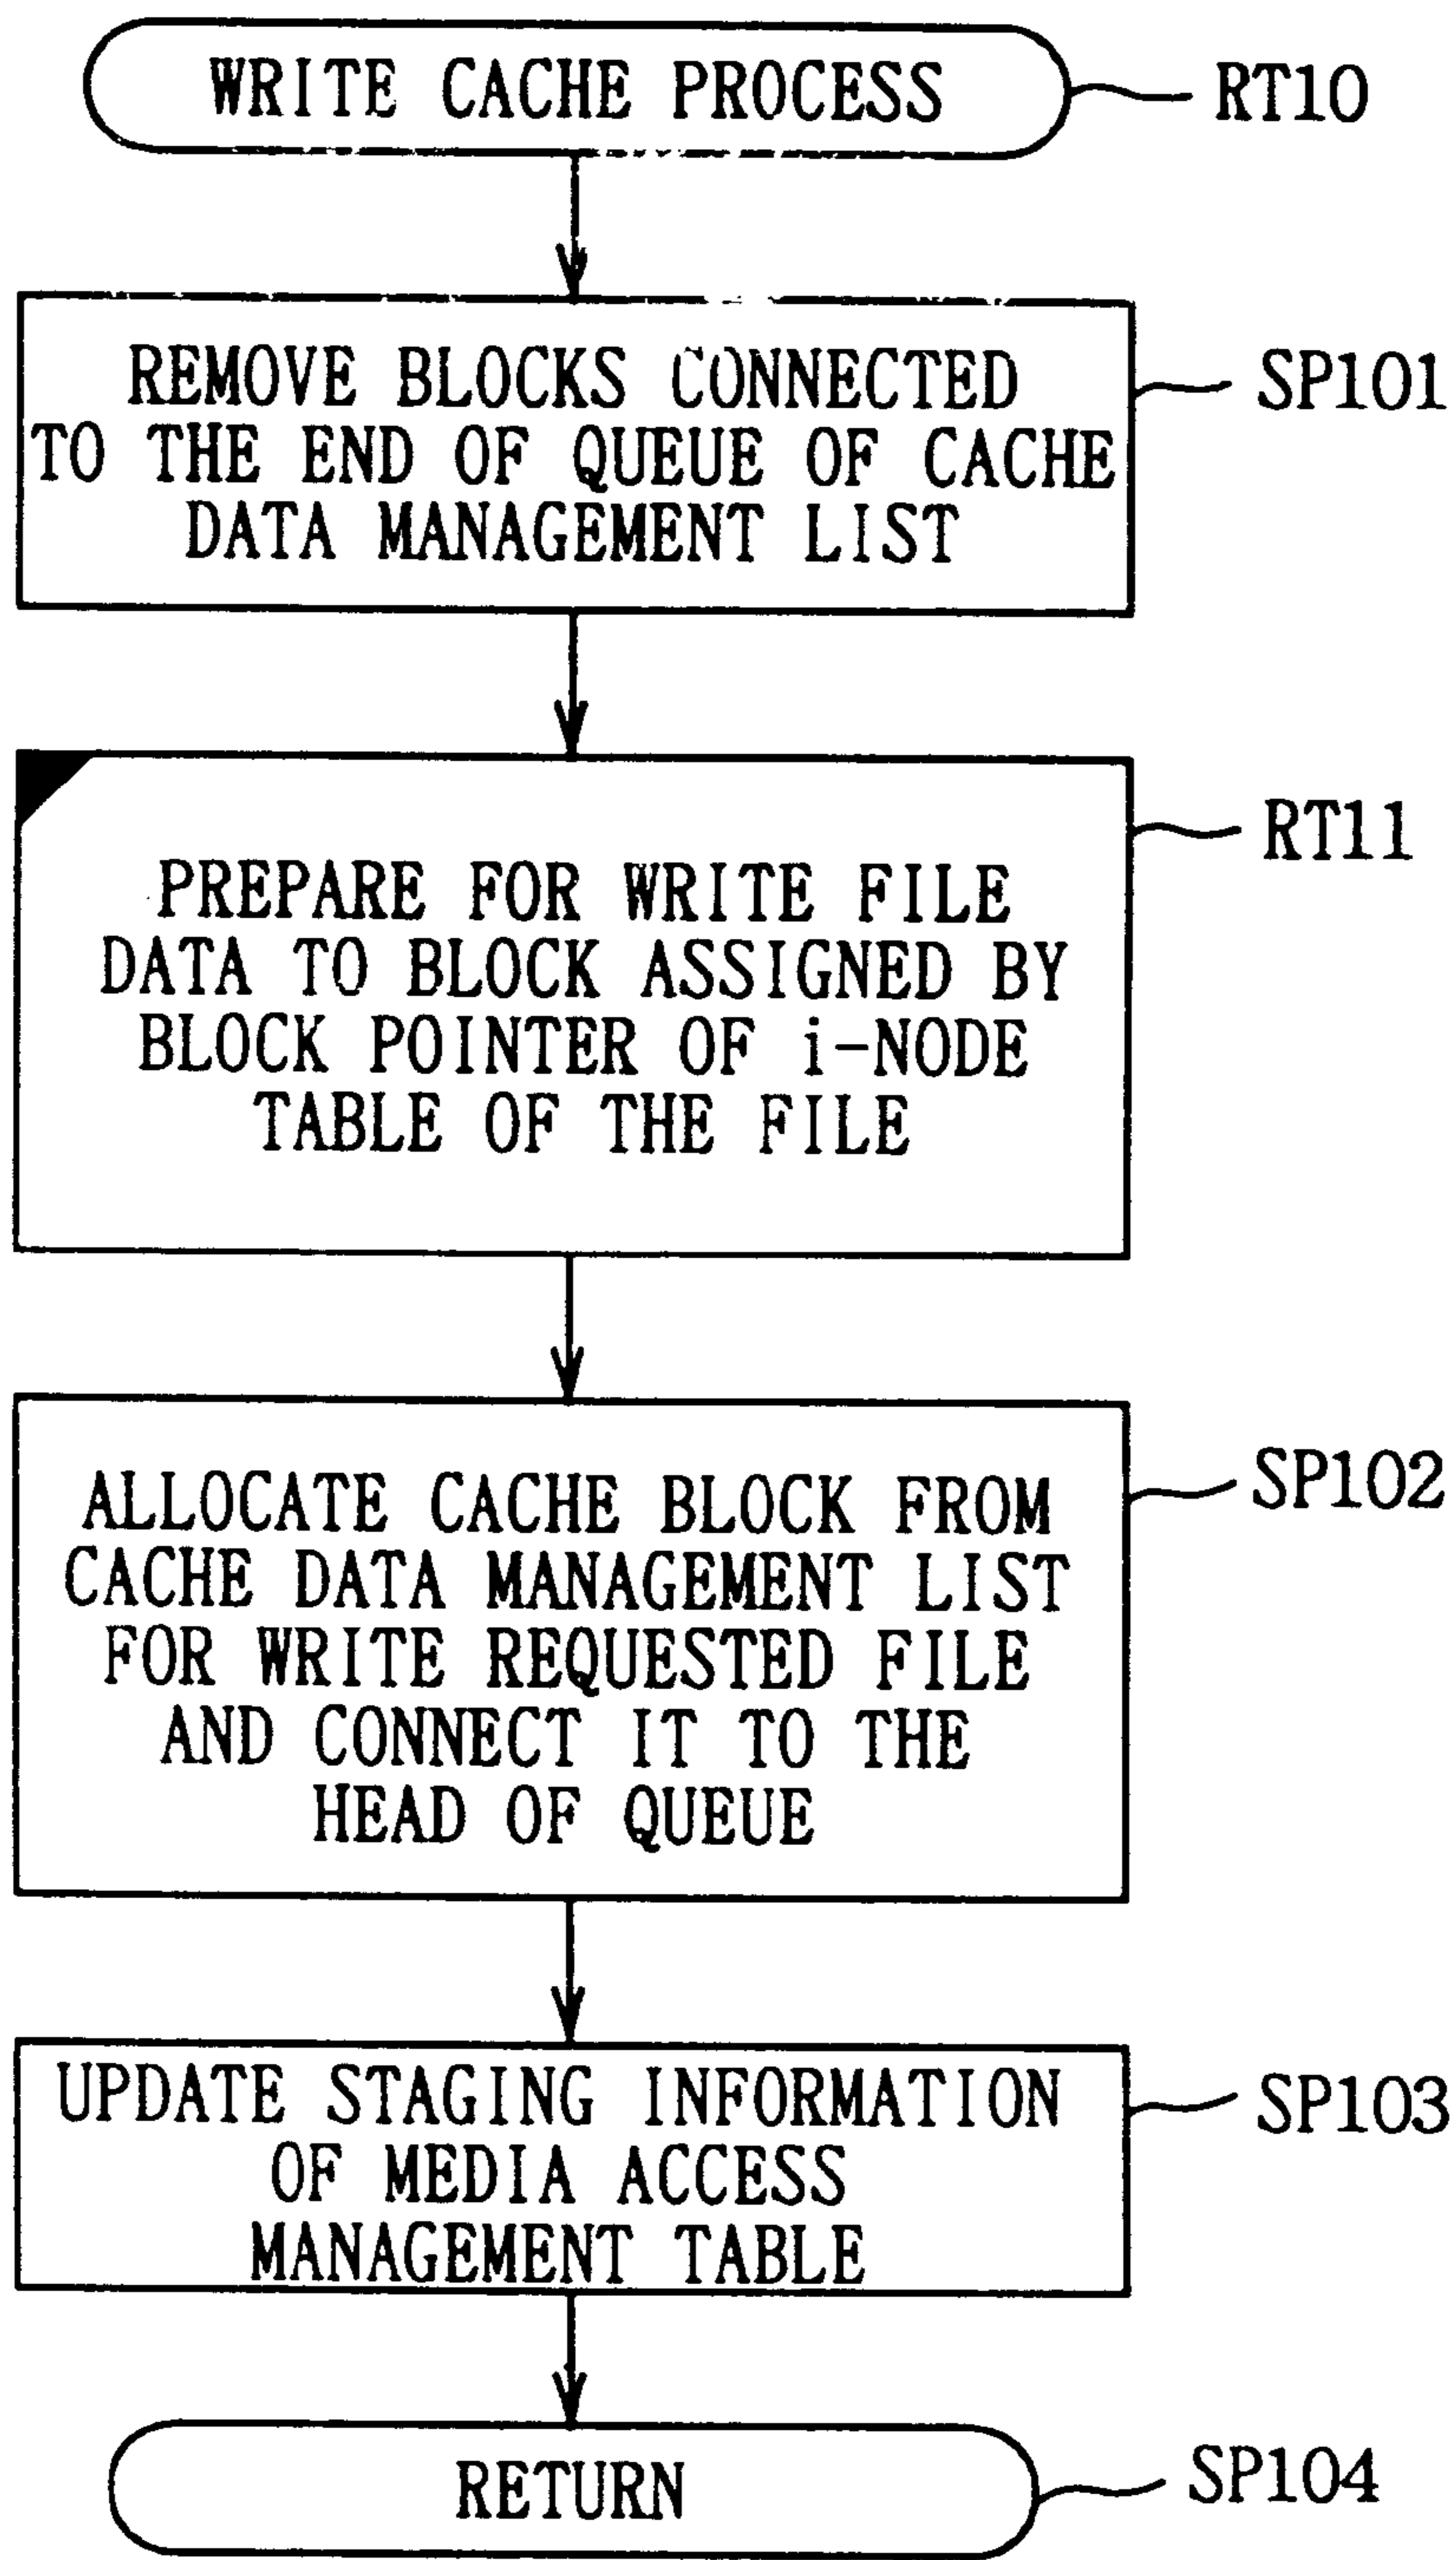 WRITE CACHE PROCESS
RT10
REMOVE BLOCKS CONNECTED
TO THE END OF QUEUE OF CACHE
DATA MANAGEMENT LIST
SP101
PREPARE FOR WRITE FILE
DATA TO BLOCK ASSIGNED BY
BLOCK POINTER OF i-NODE
TABLE OF THE FILE
RT11
ALLOCATE CACHE BLOCK FROM
CACHE DATA MANAGEMENT LIST
FOR WRITE REQUESTED FILE
AND CONNECT IT TO THE
HEAD OF QUEUE
SP102
UPDATE STAGING INFORMATION
OF MEDIA ACCESS
MANAGEMENT TABLE
SP103
RETURN
SP104